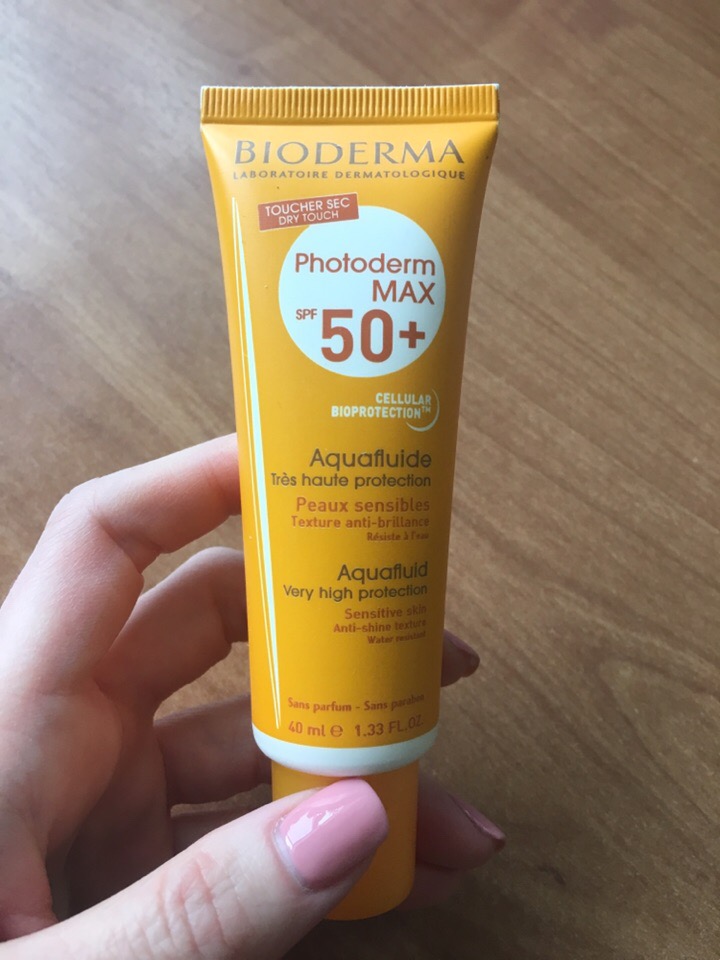 BIODERMA
LABORATOIRE DERMATOLOGIQUE
TOUCHER SEC
DRY TOUCH
Photoderm
MAX
SPF 50+
CELLULAR
BIOPROTECTION™
Aquafluide
Très haute protection
Peaux sensibles
Texture anti-brillance
Résiste à l'eau
Aquafluid
Very high protection
Sensitive skin
Anti-shine texture
Water resistant
Sans parfum - Sans paraben
40 ml ℮ 1.33 FL.OZ